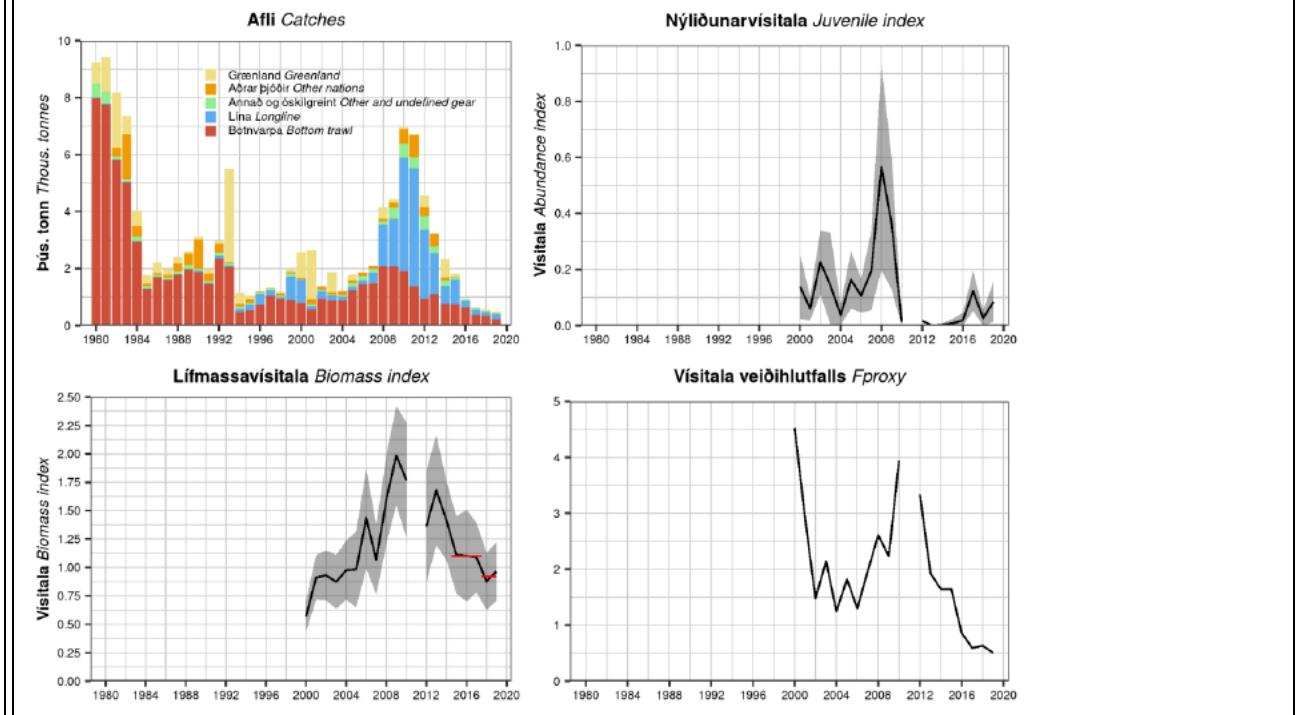 Afli Catches
Þús. tonn Thous. tonnes
10
8
6
4
2
0
Grænland Greenland
Aðrar þjóðir Other nations
Annað og óskilgreint Other and undefined gear
Lína Longline
Botnvarpa Bottom trawl
1980 1984 1988 1992 1996 2000 2004 2008 2012 2016 2020
Nýliðunarvísitala Juvenile index
Vísitala Abundance index
1.0
0.8
0.6
0.4
0.2
0.0
1980 1984 1988 1992 1996 2000 2004 2008 2012 2016 2020
Lífmassavísitala Biomass index
Vísitala Biomass index
2.50
2.25
2.00
1.75
1.50
1.25
1.00
0.75
0.50
0.25
0.00
1980 1984 1988 1992 1996 2000 2004 2008 2012 2016 2020
Vísitala veiðihlutfalls Fproxy
5
4
3
2
1
0
1980 1984 1988 1992 1996 2000 2004 2008 2012 2016 2020